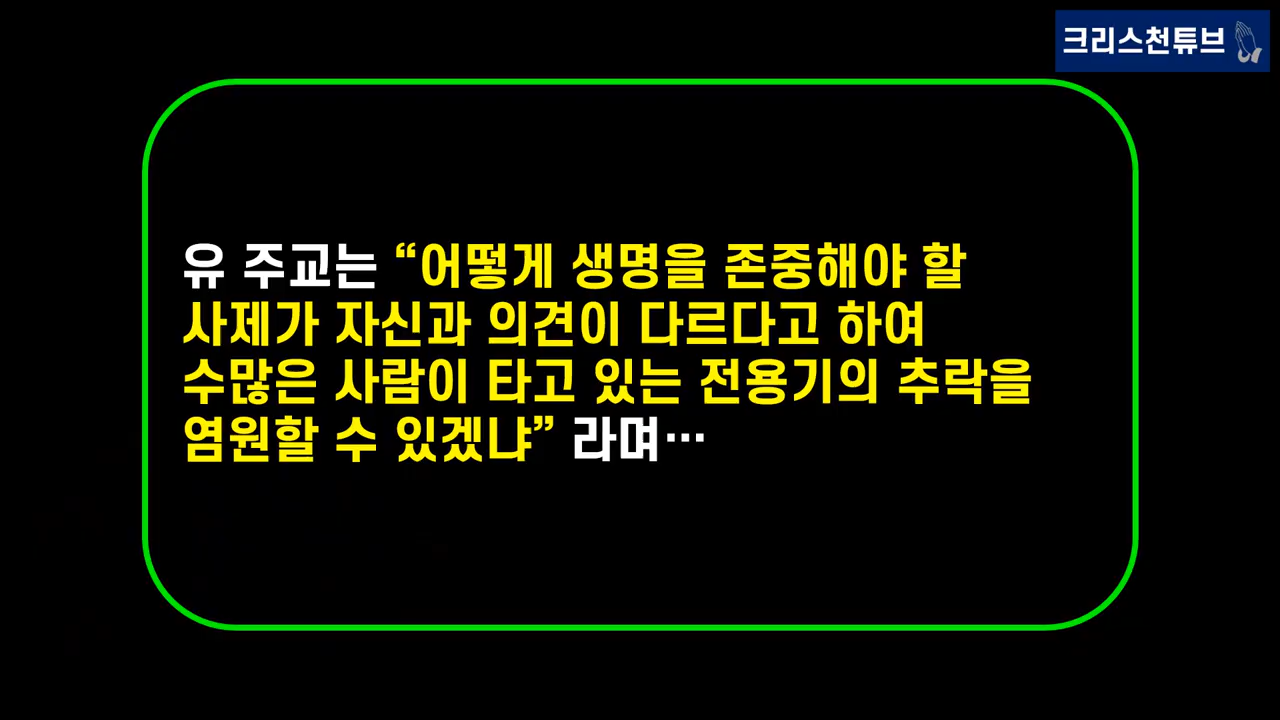 크리스천튜브
유 주교는 “어떻게 생명을 존중해야 할
사제가 자신과 의견이 다르다고 하여
수많은 사람이 타고 있는 전용기의 추락을
염원할 수 있겠냐” 라며…